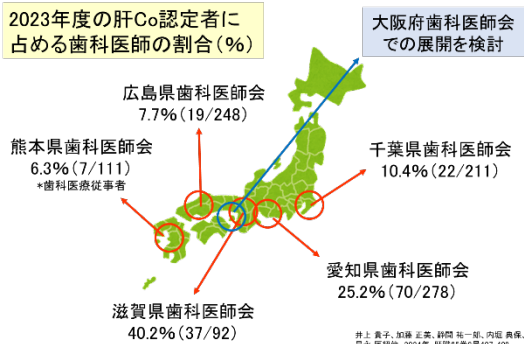 2023年度の肝Co認定者に
占める歯科医師の割合(%)
大阪府歯科医師会
での展開を検討
広島県歯科医師会
7.7%(19/248)
熊本県歯科医師会
6.3%(7/111)
*歯科医療従事者
千葉県歯科医師会
10.4%(22/211)
愛知県歯科医師会
25.2%(70/278)
滋賀県歯科医師会
40.2%(37/92)
井上 貴子、加藤 正美、静間 祐一郎、内堀 典保、